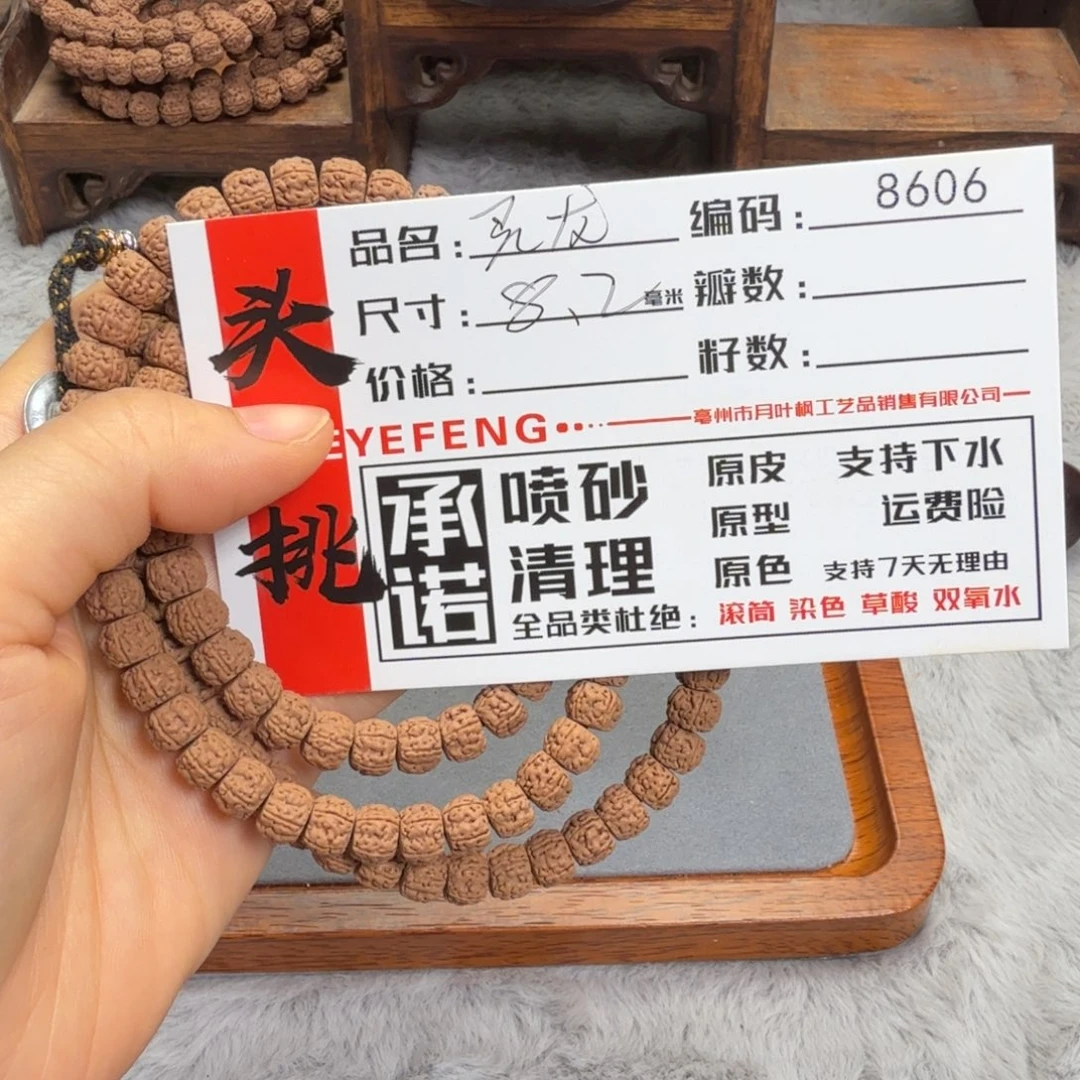 头挑
品名：
编码：8606
尺寸：8.2毫米
瓣数：
价格：
籽数：
EYEFENG
亳州市月叶枫工艺品销售有限公司
承诺
喷砂
清理
原皮
原型
原色
支持下水
运费险
支持7天无理由
全品类杜绝：滚筒 染色 草酸 双氧水